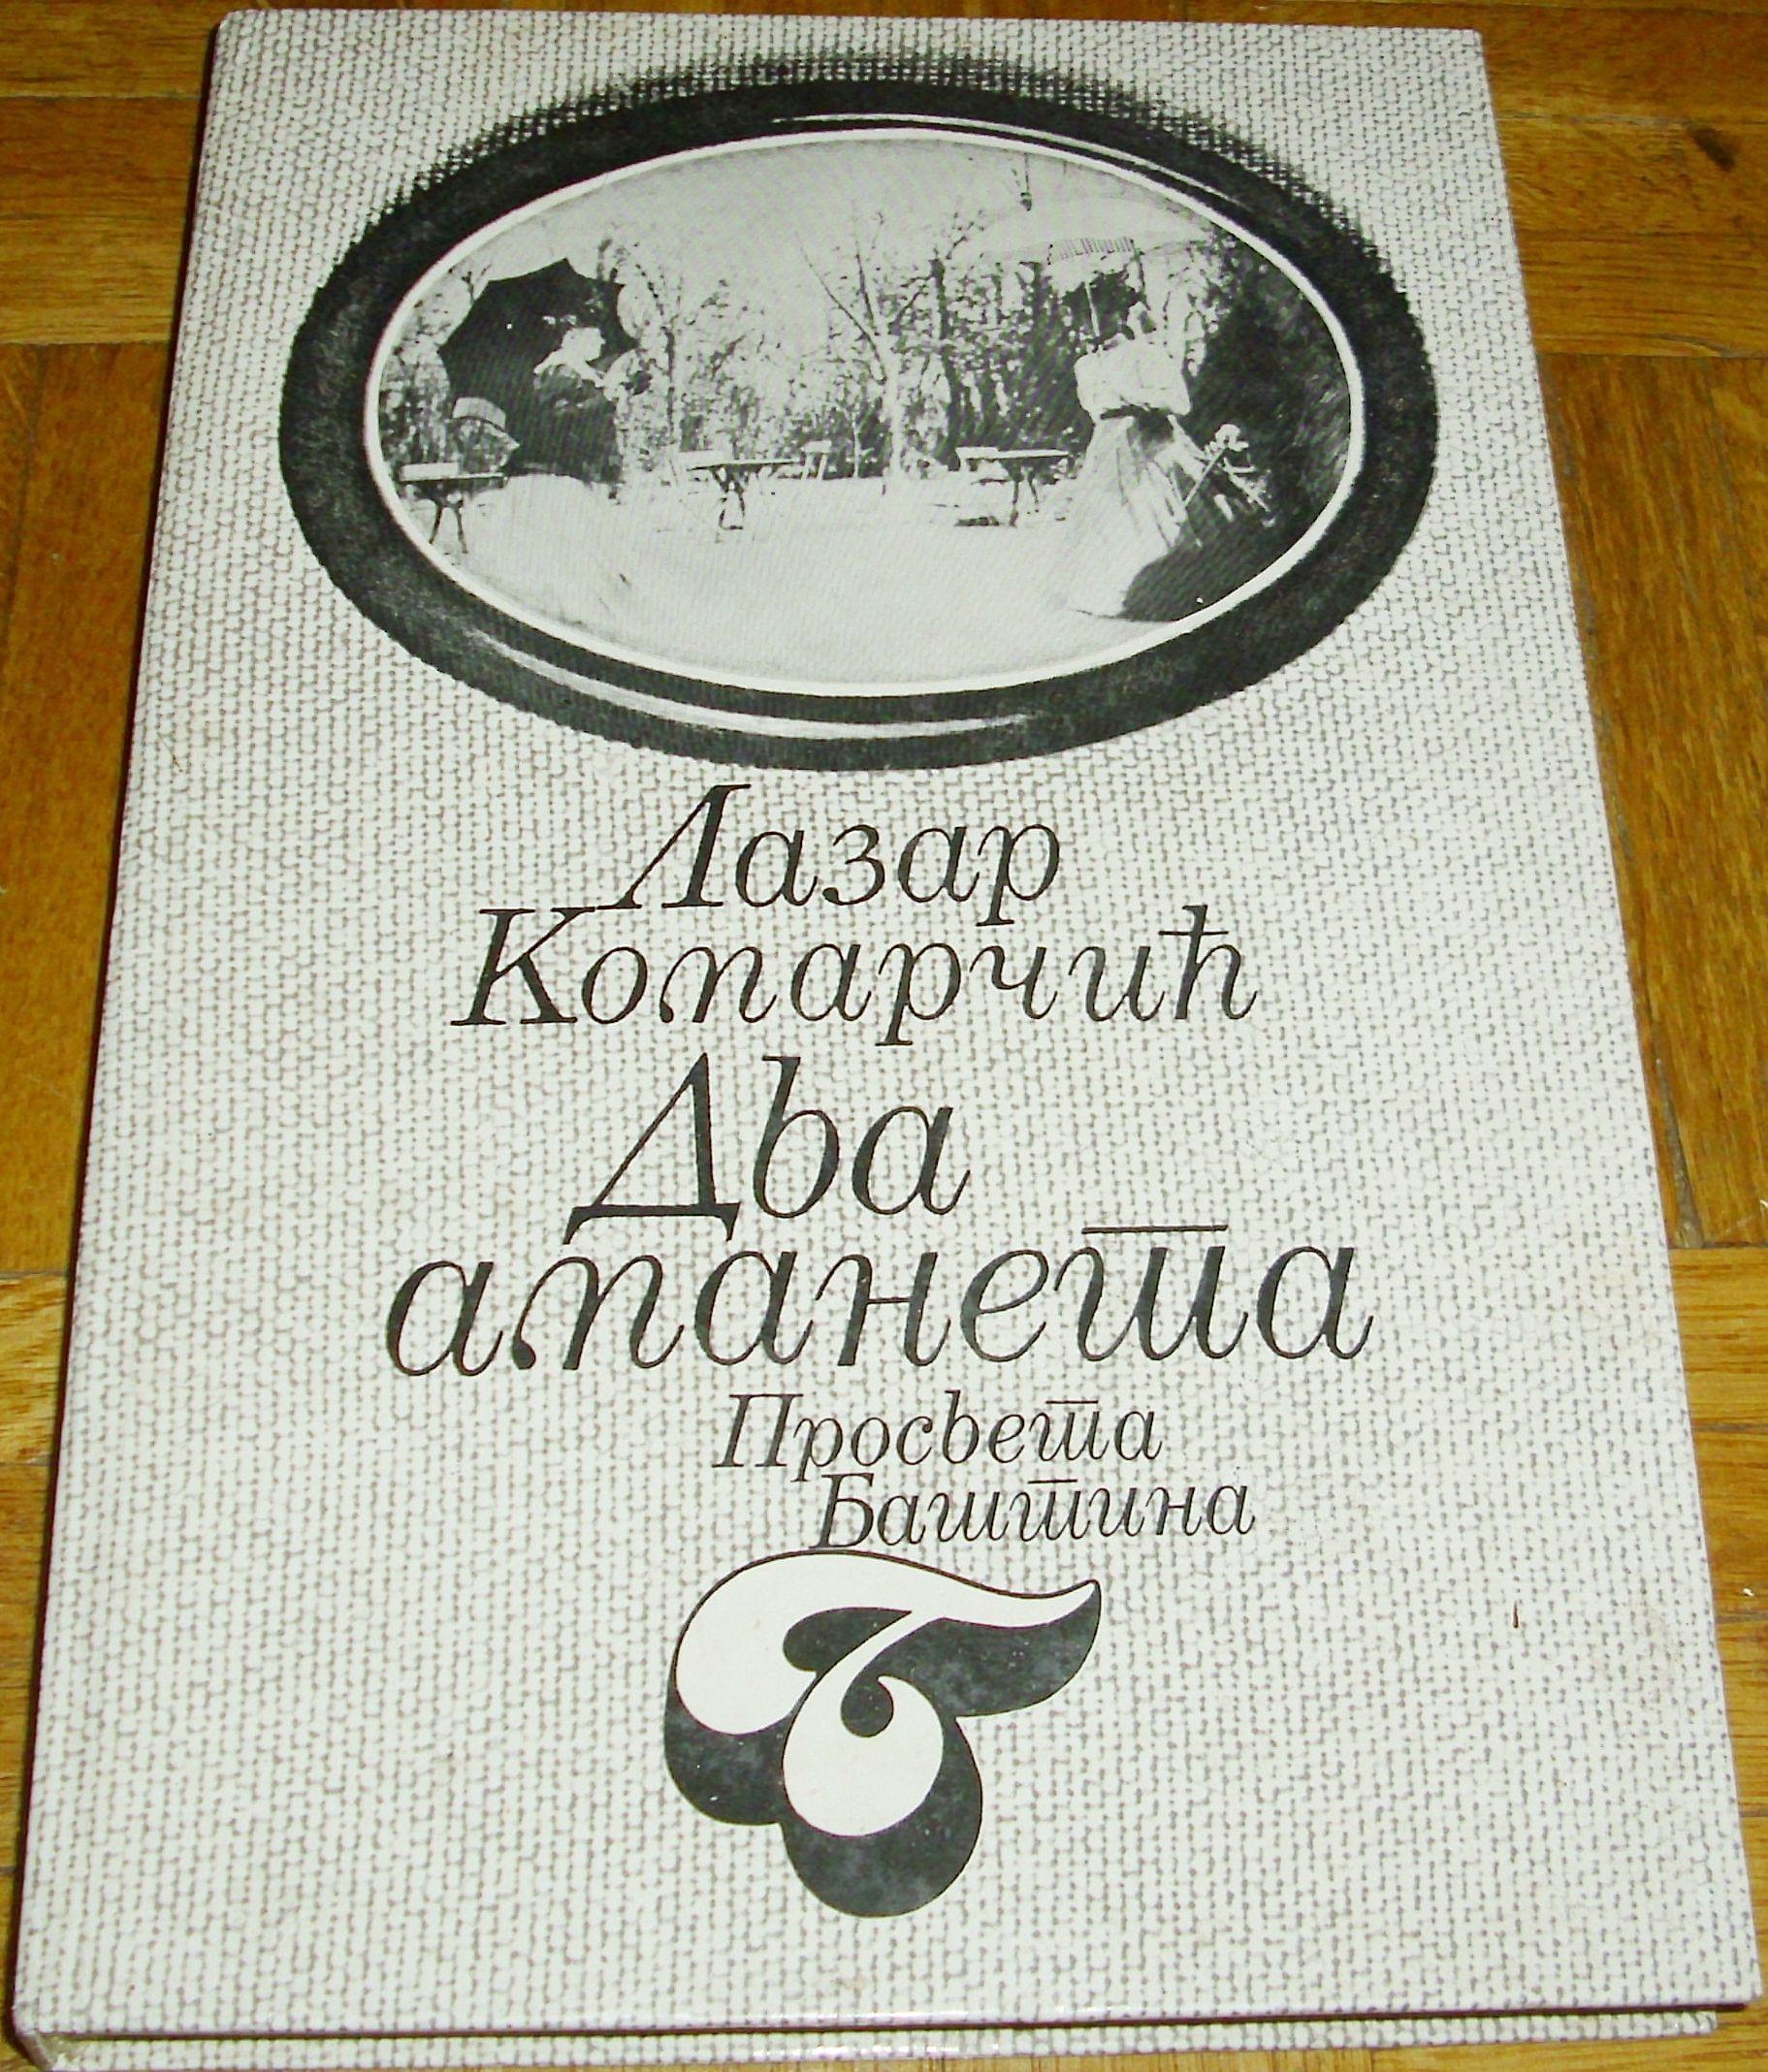 Лазар
Комарчић
Два
аманета
Просвета
Баштина